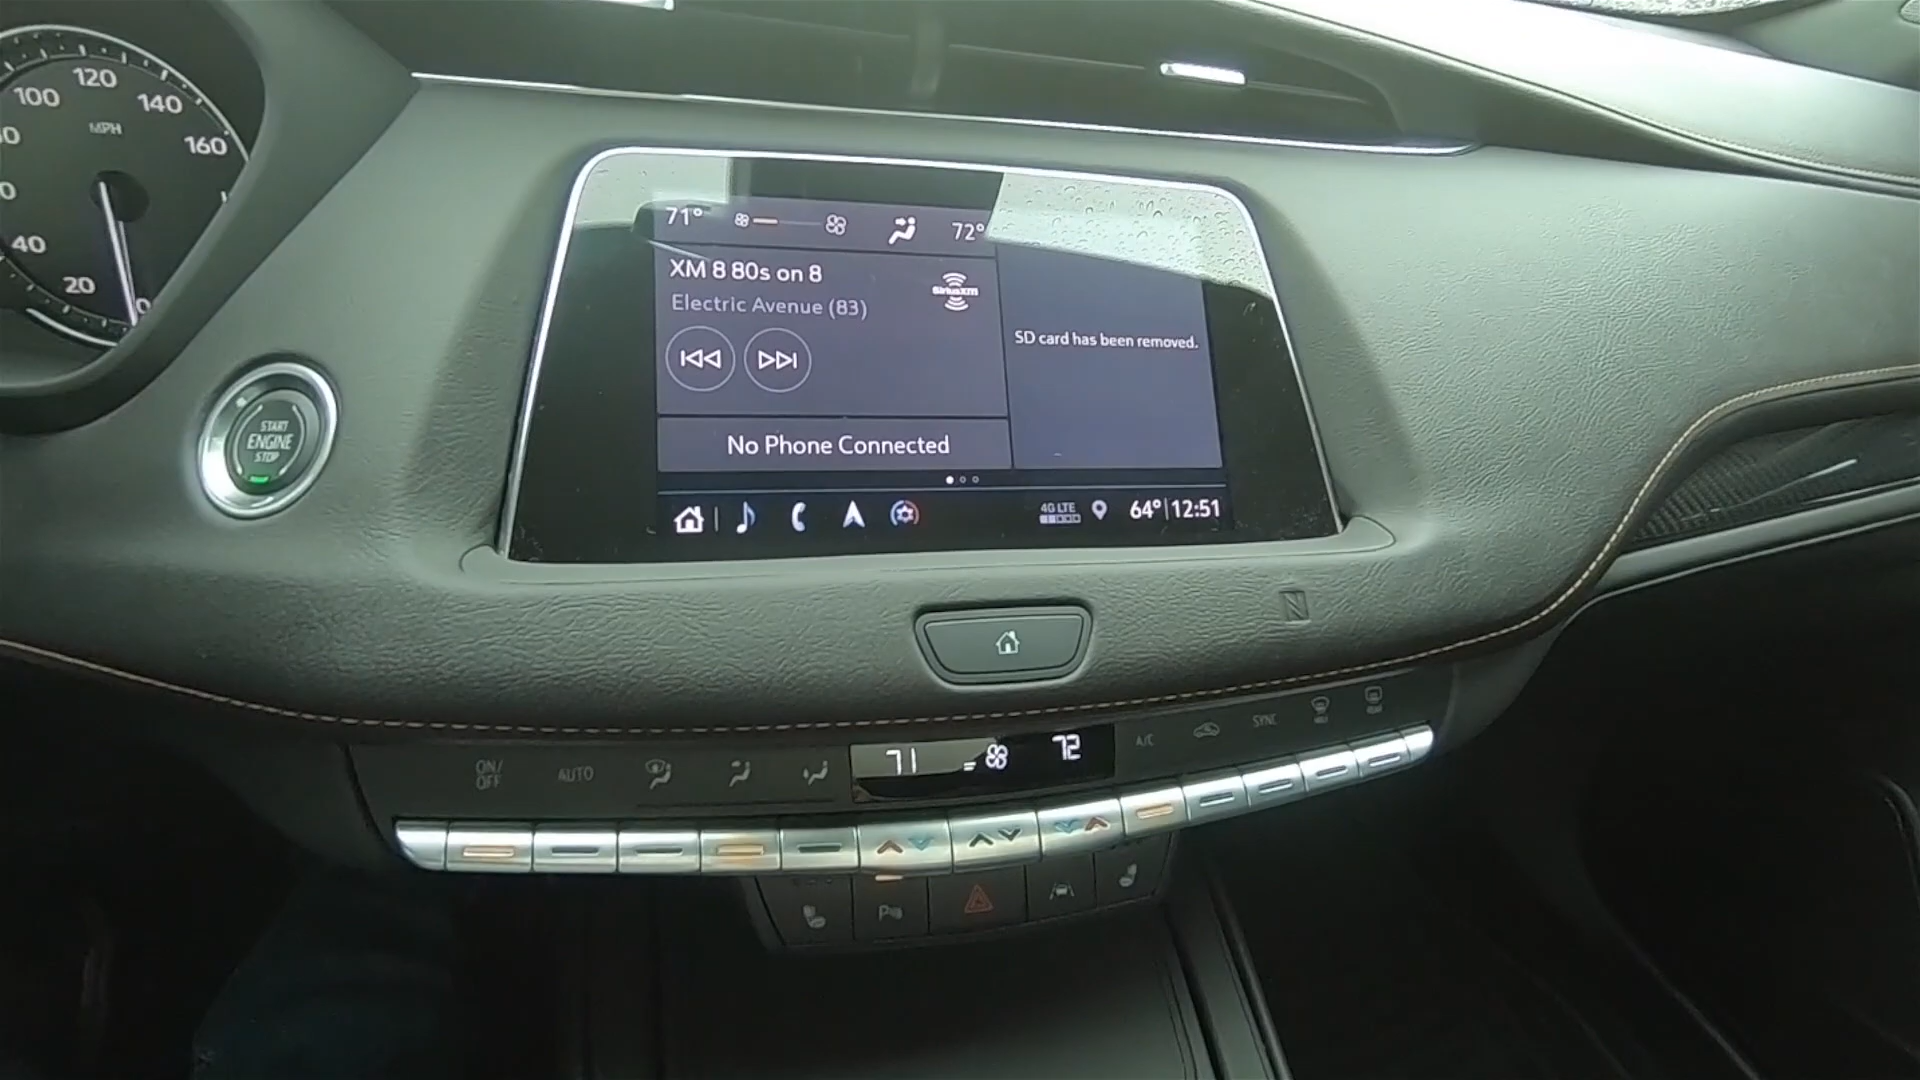 120
100
140
MPH
160
40
20
0
START
ENGINE
STOP
71° 72°
XM 8 80s on 8
SiriusXM
Electric Avenue (83)
SD card has been removed.
No Phone Connected
4G LTE
64° 12:51
N
ON/
OFF
AUTO
71 72
A/C
SYNC
REAR
P